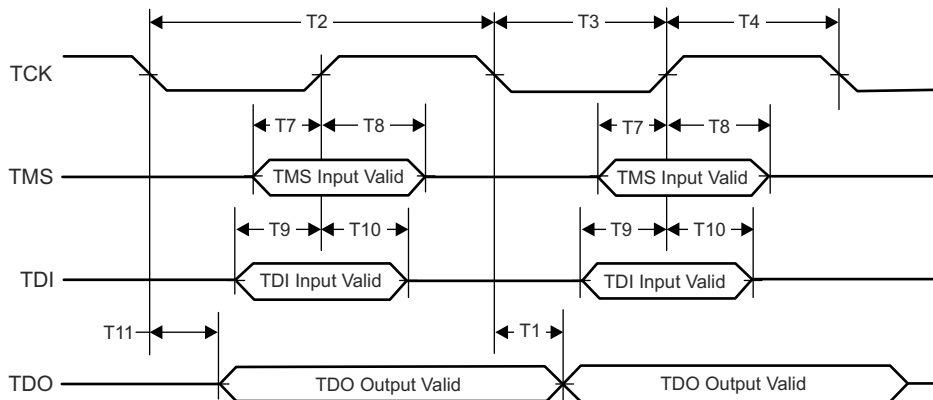 T2 T3 T4
TCK
T7 T8 T7 T8
TMS TMS Input Valid TMS Input Valid
T9 T10 T9 T10
TDI TDI Input Valid TDI Input Valid
T11 T1
TDO TDO Output Valid TDO Output Valid